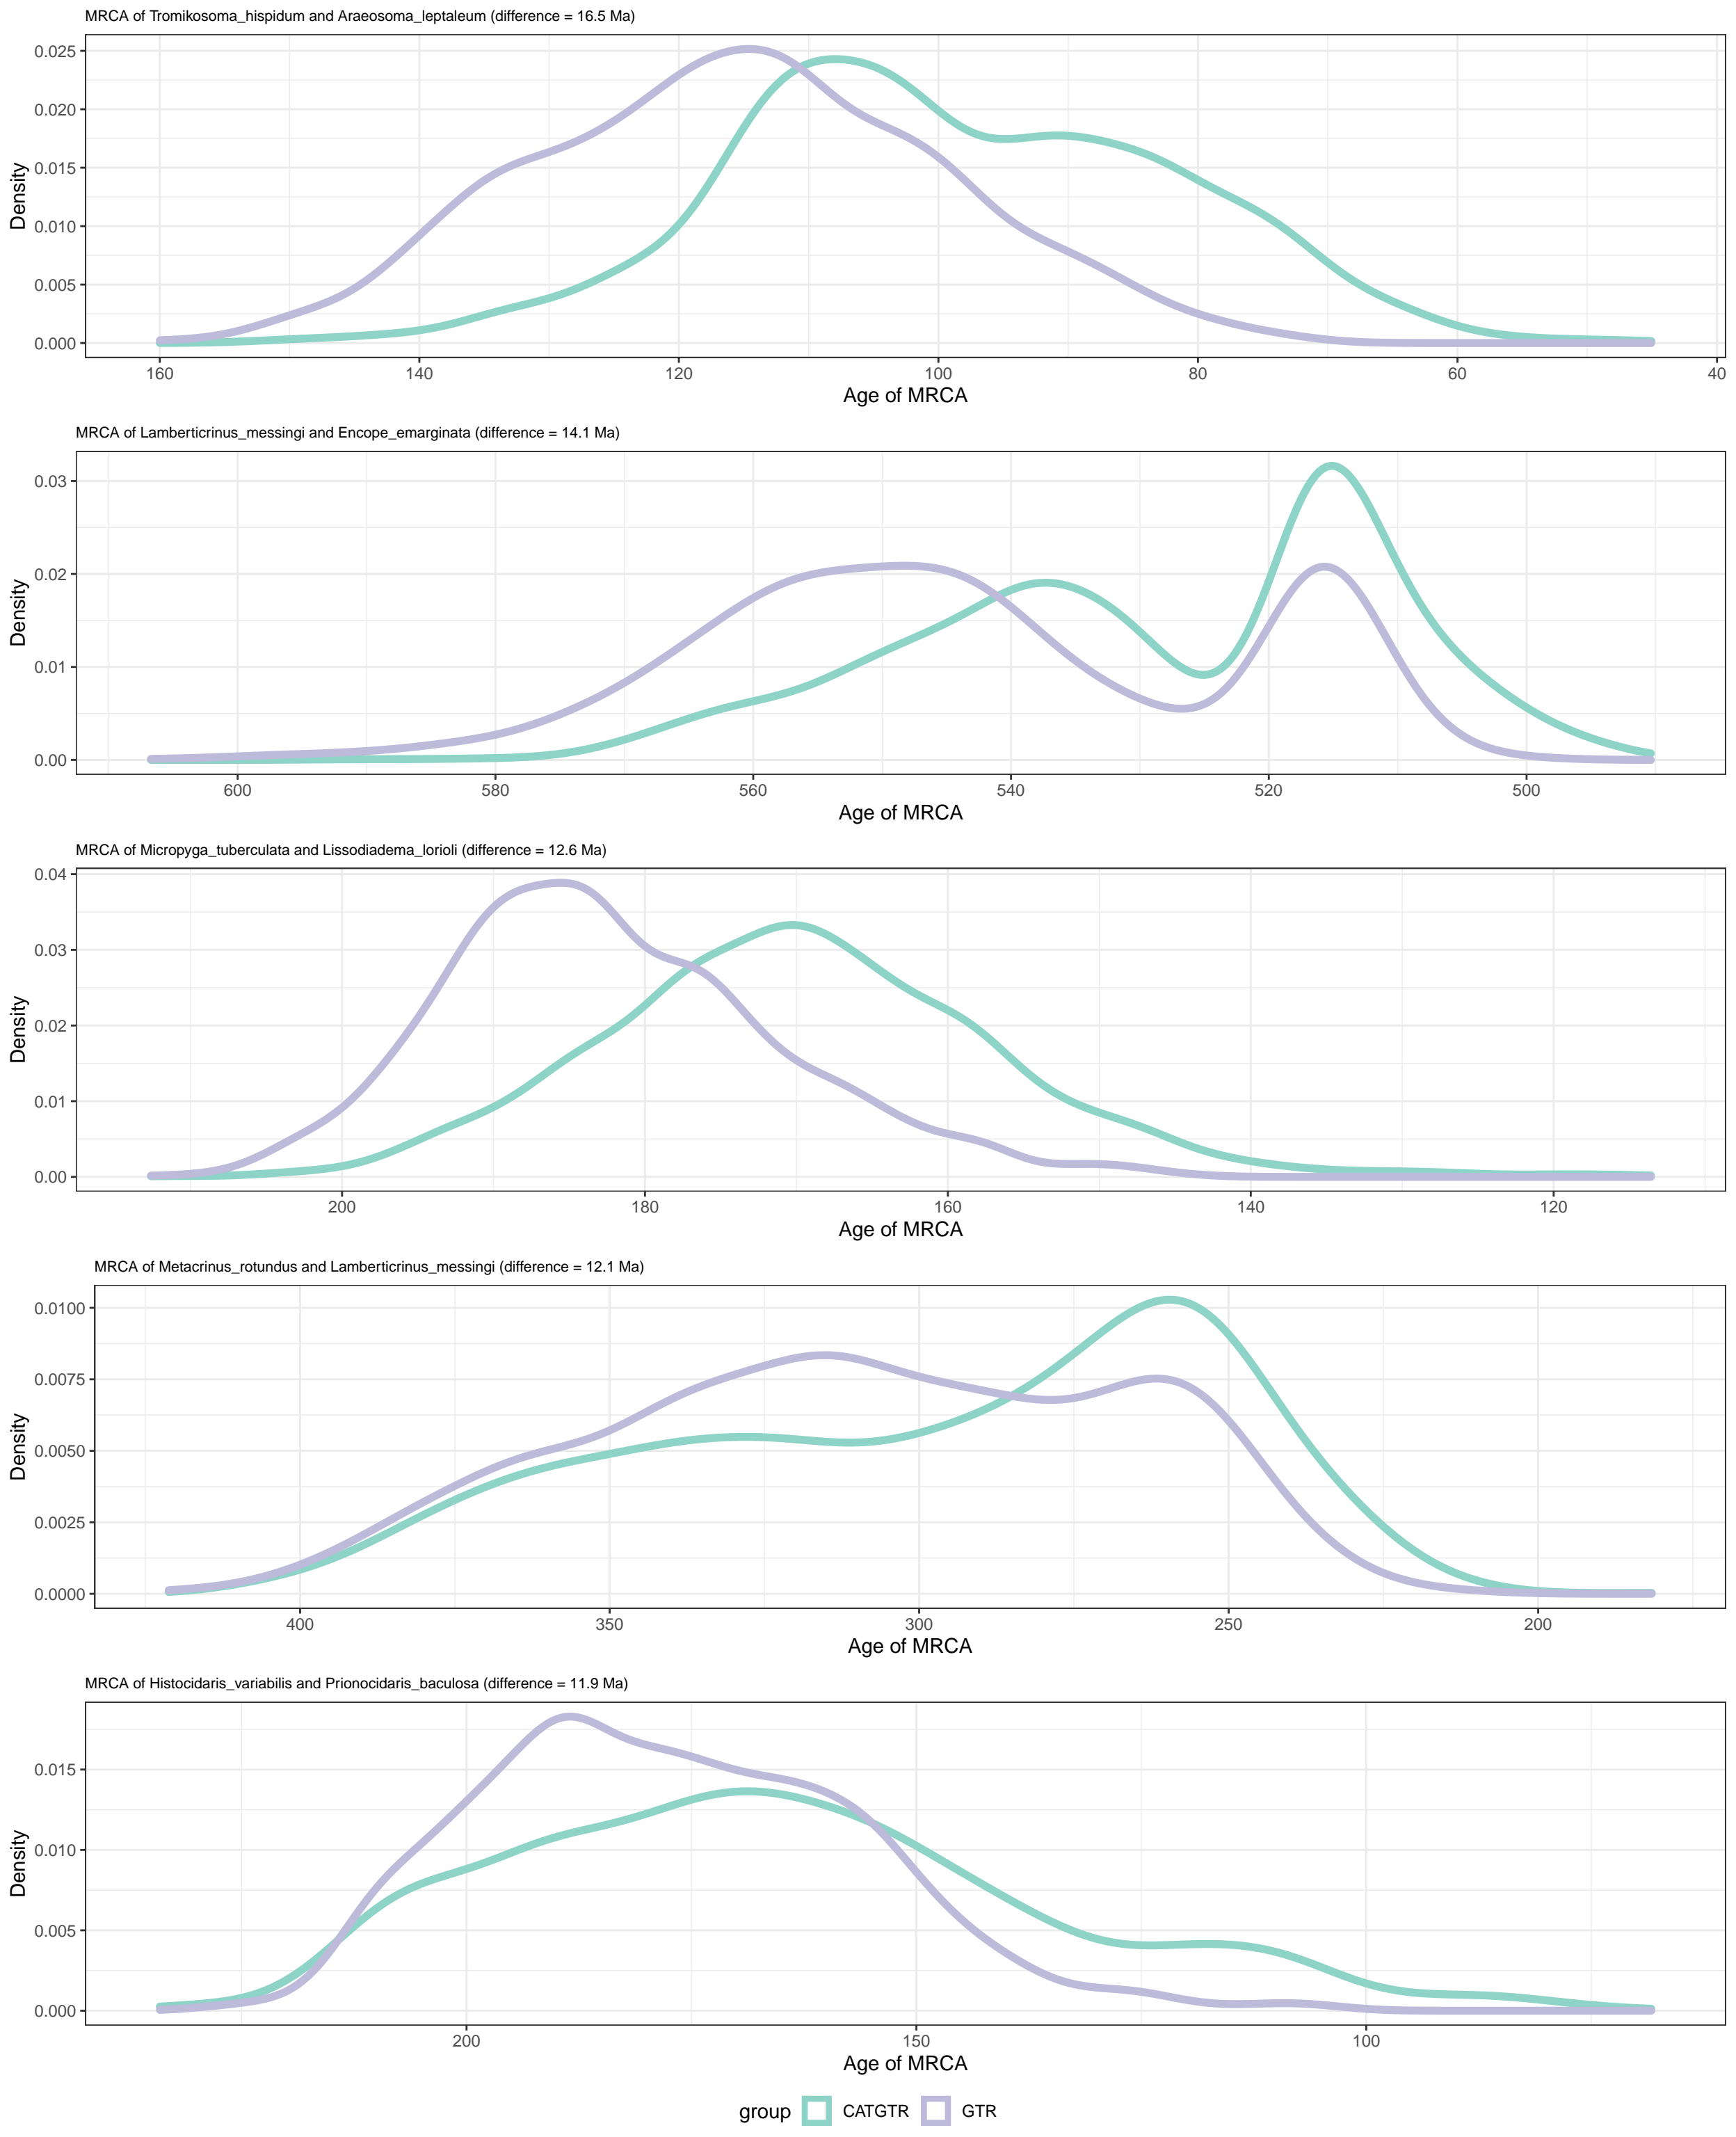 MRCA of Tromikosoma_hispidum and Araeosoma_leptaleum (difference = 16.5 Ma)
0.025
0.020
0.015
0.010
0.005
0.000
Density
160 140 120 100 80 60 40
Age of MRCA
MRCA of Lamberticrinus_messingi and Encope_emarginata (difference = 14.1 Ma)
0.03
0.02
0.01
0.00
Density
600 580 560 540 520 500
Age of MRCA
MRCA of Micropyga_tuberculata and Lissodiadema_lorioli (difference = 12.6 Ma)
0.04
0.03
0.02
0.01
0.00
Density
200 180 160 140 120
Age of MRCA
MRCA of Metacrinus_rotundus and Lamberticrinus_messingi (difference = 12.1 Ma)
0.0100
0.0075
0.0050
0.0025
0.0000
Density
400 350 300 250 200
Age of MRCA
MRCA of Histocidaris_variabilis and Prionocidaris_baculosa (difference = 11.9 Ma)
0.015
0.010
0.005
0.000
Density
200 150 100
Age of MRCA
group CATGTR GTR